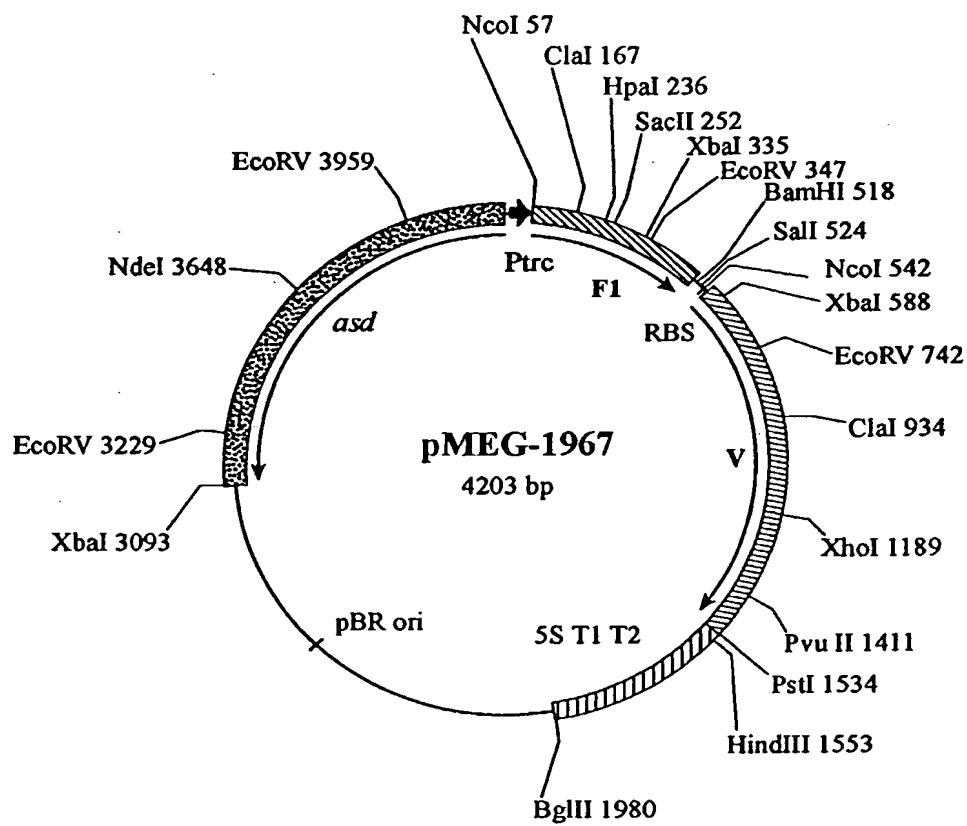 NcoI 57
ClaI 167
HpaI 236
SacII 252
XbaI 335
EcoRV 347
BamHI 518
SalI 524
NcoI 542
XbaI 588
EcoRV 742
ClaI 934
XhoI 1189
Pvu II 1411
PstI 1534
HindIII 1553
BglII 1980
XbaI 3093
EcoRV 3229
NdeI 3648
EcoRV 3959
Ptrc
F1
RBS
V
asd
pMEG-1967
4203 bp
5S T1 T2
pBR ori